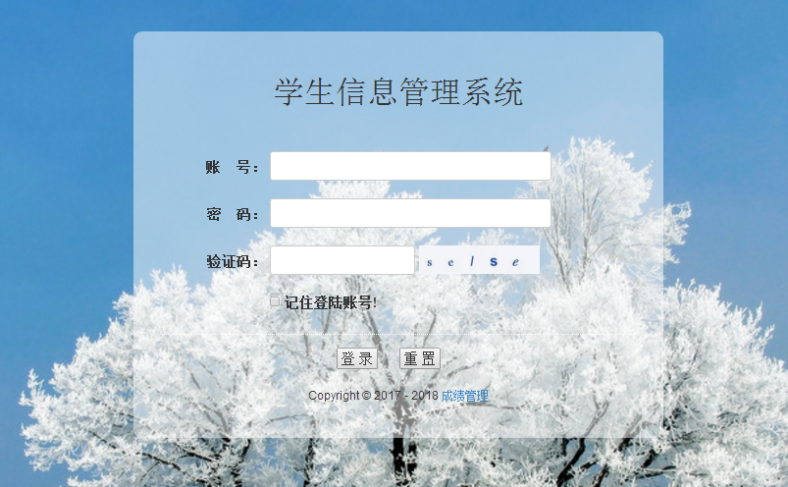 学生信息管理系统
账 号：
密 码：
验证码： s e l s e
记住登陆账号!
登 录 重 置
Copyright © 2017 - 2018 成绩管理